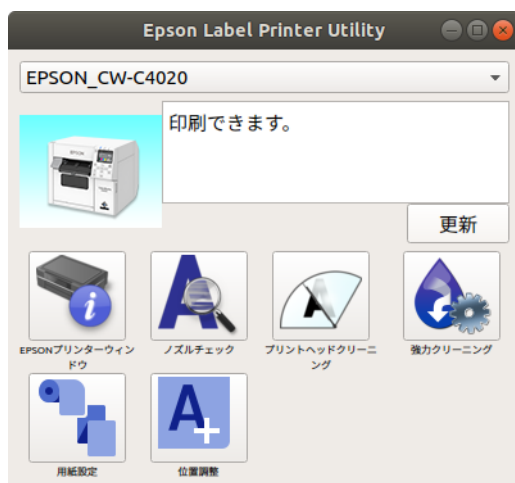 Epson Label Printer Utility
EPSON_CW-C4020
印刷できます。
更新
EPSONプリンターウィン
ドウ
ノズルチェック
プリントヘッドクリーニ
ング
強力クリーニング
用紙設定
位置調整